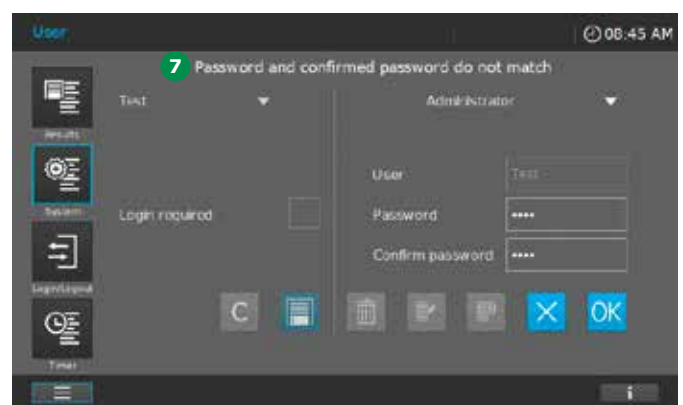 User
08:45 AM
7 Password and confirmed password do not match
Test
Administrator
Results
User
Test
System
Login required
Password
••••
Confirm password
••••
Login/Logout
C
OK
Timer
i